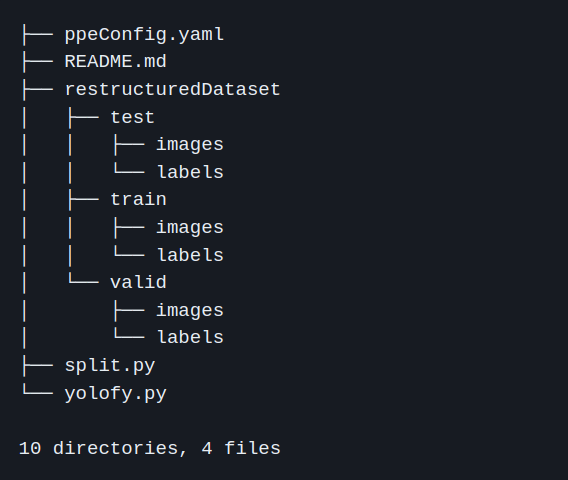 ├── ppeConfig.yaml
├── README.md
├── restructuredDataset
│   ├── test
│   │   ├── images
│   │   └── labels
│   ├── train
│   │   ├── images
│   │   └── labels
│   └── valid
│       ├── images
│       └── labels
├── split.py
└── yolofy.py

10 directories, 4 files